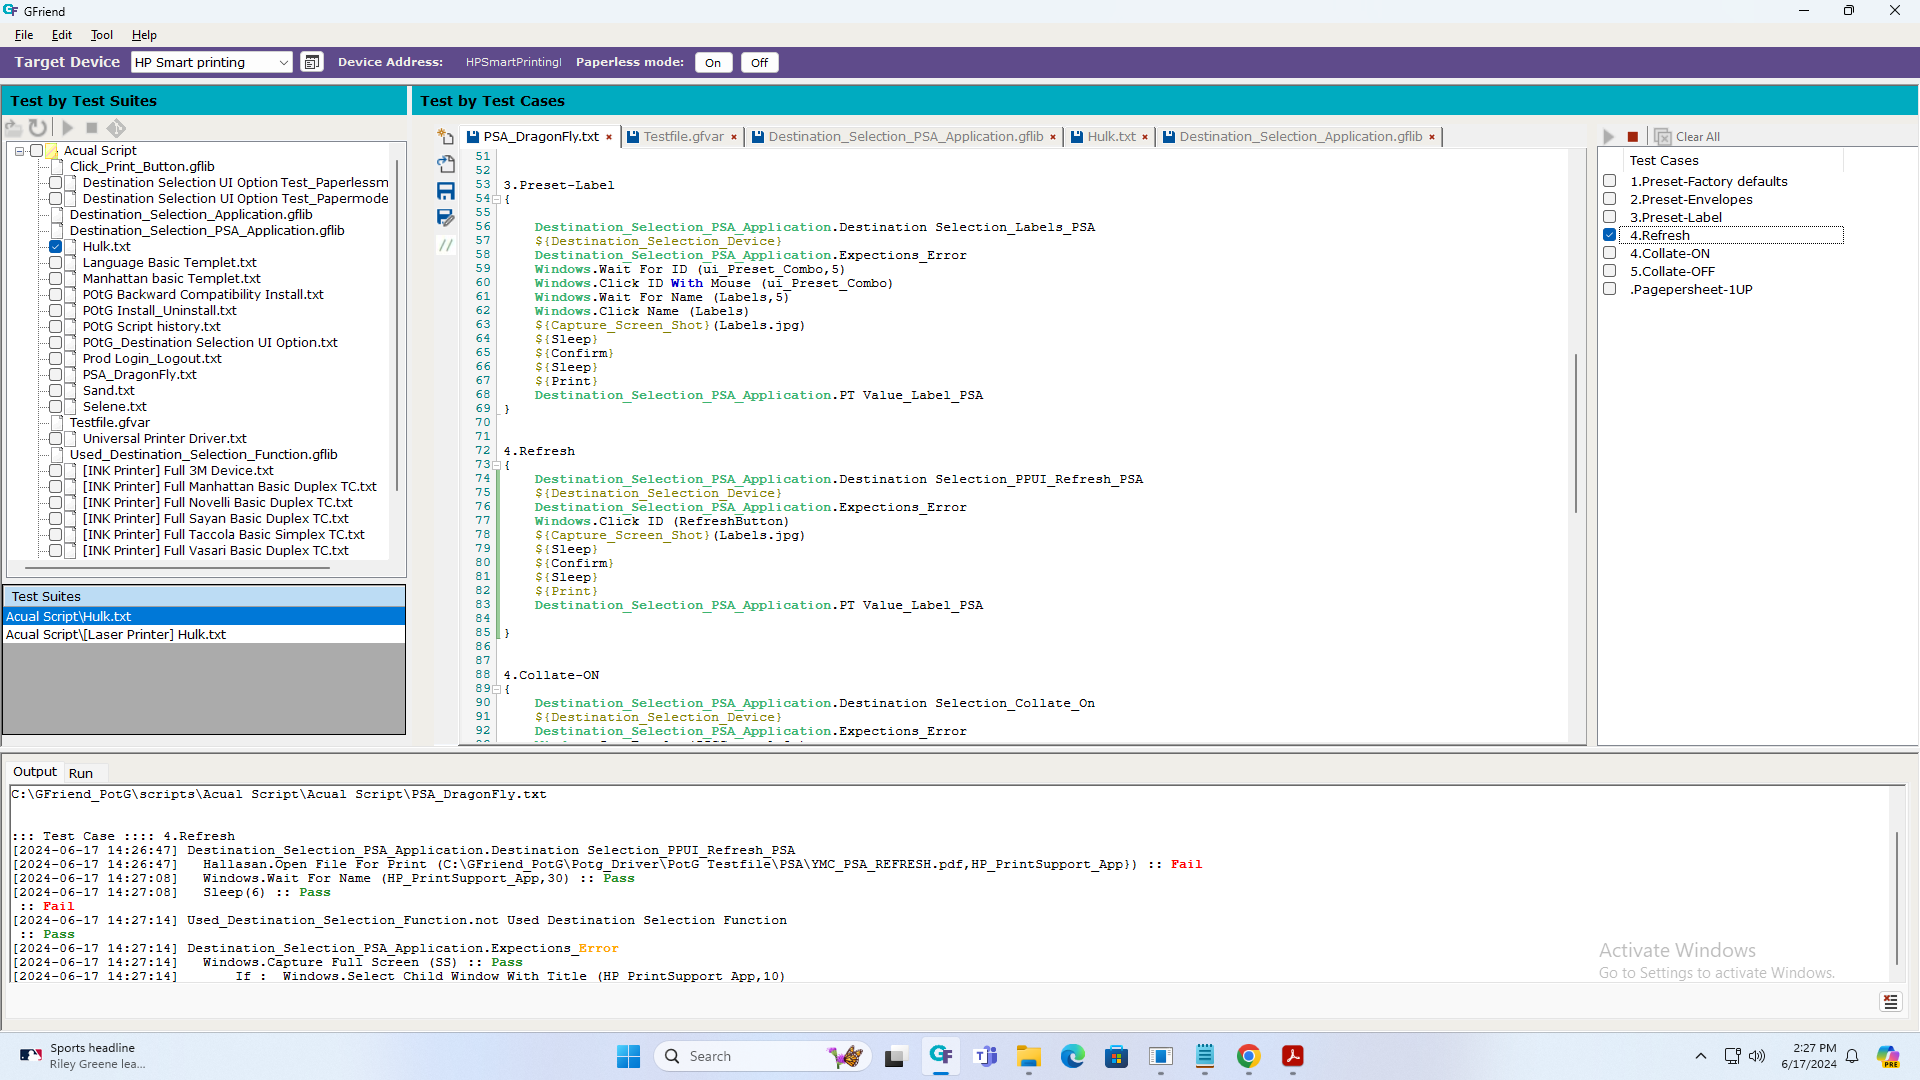 GFriend
File Edit Tool Help
Target Device HP Smart printing Device Address: HPSmartPrintingI Paperless mode: On Off
Test by Test Suites
Test by Test Cases
Acual Script
Click_Print_Button.gflib
Destination Selection UI Option Test_Paperlessm
Destination Selection UI Option Test_Papermode
Destination_Selection_Application.gflib
Destination_Selection_PSA_Application.gflib
Hulk.txt
Language Basic Templet.txt
Manhattan basic Templet.txt
POtG Backward Compatibility Install.txt
POtG Install_Uninstall.txt
POtG Script history.txt
POtG_Destination Selection UI Option.txt
Prod Login_Logout.txt
PSA_DragonFly.txt
Sand.txt
Selene.txt
Testfile.gfvar
Universal Printer Driver.txt
Used_Destination_Selection_Function.gflib
[INK Printer] Full 3M Device.txt
[INK Printer] Full Manhattan Basic Duplex TC.txt
[INK Printer] Full Novelli Basic Duplex TC.txt
[INK Printer] Full Sayan Basic Duplex TC.txt
[INK Printer] Full Taccola Basic Simplex TC.txt
[INK Printer] Full Vasari Basic Duplex TC.txt
Test Suites
Acual Script\Hulk.txt
Acual Script\[Laser Printer] Hulk.txt
PSA_DragonFly.txt × Testfile.gfvar × Destination_Selection_PSA_Application.gflib × Hulk.txt × Destination_Selection_Application.gflib ×
//
51
52
53 3.Preset-Label
54 {
55
56 Destination_Selection_PSA_Application.Destination Selection_Labels_PSA
57 ${Destination_Selection_Device}
58 Destination_Selection_PSA_Application.Expections_Error
59 Windows.Wait For ID (ui_Preset_Combo,5)
60 Windows.Click ID With Mouse (ui_Preset_Combo)
61 Windows.Wait For Name (Labels,5)
62 Windows.Click Name (Labels)
63 ${Capture_Screen_Shot}(Labels.jpg)
64 ${Sleep}
65 ${Confirm}
66 ${Sleep}
67 ${Print}
68 Destination_Selection_PSA_Application.PT Value_Label_PSA
69 }
70
71
72 4.Refresh
73 {
74 Destination_Selection_PSA_Application.Destination Selection_PPUI_Refresh_PSA
75 ${Destination_Selection_Device}
76 Destination_Selection_PSA_Application.Expections_Error
77 Windows.Click ID (RefreshButton)
78 ${Capture_Screen_Shot}(Labels.jpg)
79 ${Sleep}
80 ${Confirm}
81 ${Sleep}
82 ${Print}
83 Destination_Selection_PSA_Application.PT Value_Label_PSA
84
85 }
86
87
88 4.Collate-ON
89 {
90 Destination_Selection_PSA_Application.Destination Selection_Collate_On
91 ${Destination_Selection_Device}
92 Destination_Selection_PSA_Application.Expections_Error
Clear All
Test Cases
1.Preset-Factory defaults
2.Preset-Envelopes
3.Preset-Label
4.Refresh
4.Collate-ON
5.Collate-OFF
.Pagepersheet-1UP
Output Run
C:\GFriend_PotG\scripts\Acual Script\Acual Script\PSA_DragonFly.txt
::: Test Case :::: 4.Refresh
[2024-06-17 14:26:47] Destination_Selection_PSA_Application.Destination Selection_PPUI_Refresh_PSA
[2024-06-17 14:26:47] Hallasan.Open File For Print (C:\GFriend_PotG\Potg_Driver\PotG Testfile\PSA\YMC_PSA_REFRESH.pdf,HP_PrintSupport_App}) :: Fail
[2024-06-17 14:27:08] Windows.Wait For Name (HP_PrintSupport_App,30) :: Pass
[2024-06-17 14:27:08] Sleep(6) :: Pass
:: Fail
[2024-06-17 14:27:14] Used_Destination_Selection_Function.not Used Destination Selection Function
:: Pass
[2024-06-17 14:27:14] Destination_Selection_PSA_Application.Expections_Error
[2024-06-17 14:27:14] Windows.Capture Full Screen (SS) :: Pass
[2024-06-17 14:27:14] If : Windows.Select Child Window With Title (HP PrintSupport App,10)
Activate Windows
Go to Settings to activate Windows.
Sports headline
Riley Greene lea...
Search
2:27 PM
6/17/2024